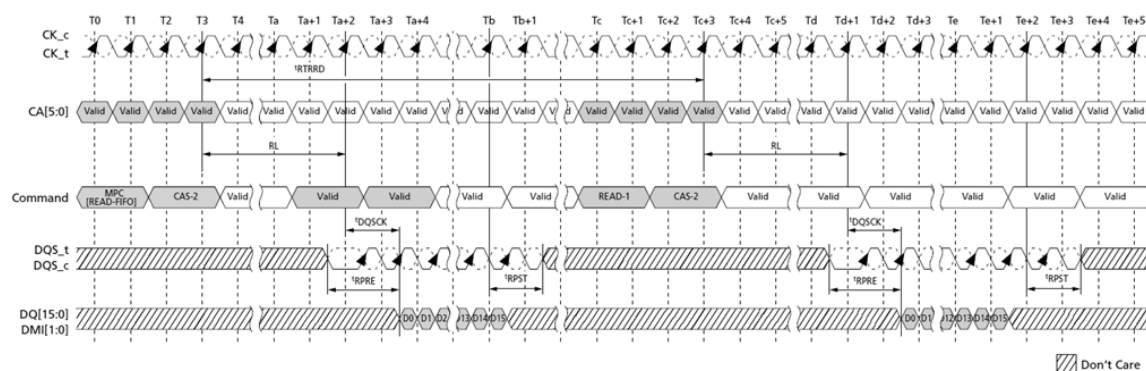 T0 T1 T2 T3 T4 Ta Ta+1 Ta+2 Ta+3 Ta+4 Tb Tb+1 Tc Tc+1 Tc+2 Tc+3 Tc+4 Tc+5 Td Td+1 Td+2 Td+3 Te Te+1 Te+2 Te+3 Te+4 Te+5
CK_c
CK_t
tRTRRD
CA[5:0] Valid Valid Valid Valid Valid Valid Valid Valid Valid Valid d Valid Valid V d Valid Valid Valid Valid Valid Valid Valid Valid Valid Valid Valid Valid Valid Valid Valid Valid
RL RL
Command MPC [READ-FIFO] CAS-2 Valid Valid Valid Valid Valid READ-1 CAS-2 Valid Valid Valid Valid Valid Valid
tDQSCK tDQSCK
DQS_t
DQS_c
tRPRE tRPST tRPRE tRPST
DQ[15:0] D0 D1 D2 D13 D14 D15 D0 D1 D12 D13 D14 D15
DMI[1:0]
Don't Care